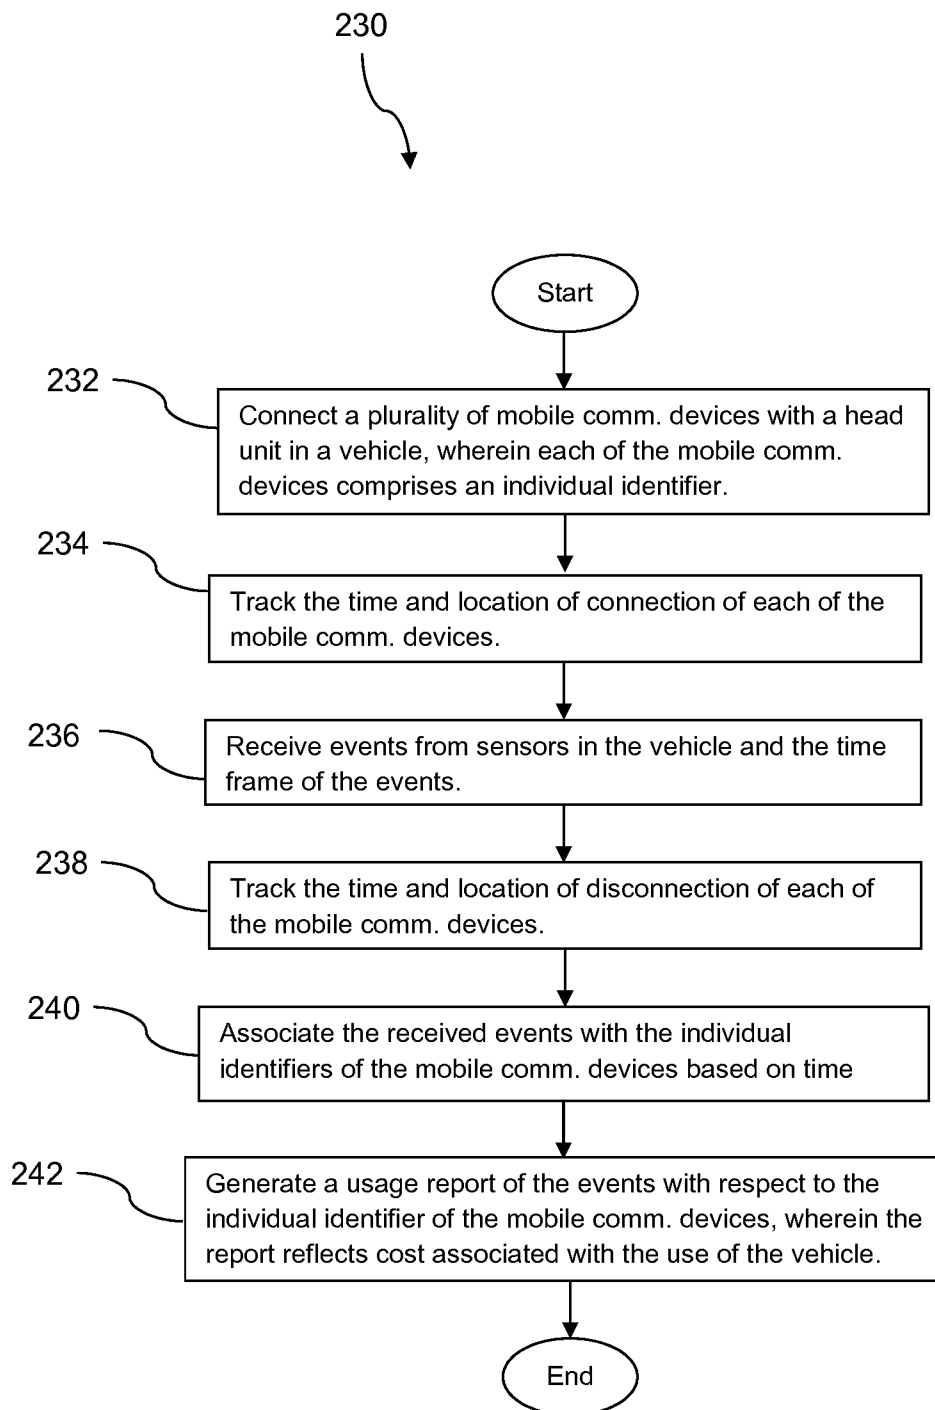 230
Start
232
Connect a plurality of mobile comm. devices with a head
unit in a vehicle, wherein each of the mobile comm.
devices comprises an individual identifier.
234
Track the time and location of connection of each of the
mobile comm. devices.
236
Receive events from sensors in the vehicle and the time
frame of the events.
238
Track the time and location of disconnection of each of
the mobile comm. devices.
240
Associate the received events with the individual
identifiers of the mobile comm. devices based on time
242
Generate a usage report of the events with respect to the
individual identifier of the mobile comm. devices, wherein the
report reflects cost associated with the use of the vehicle.
End